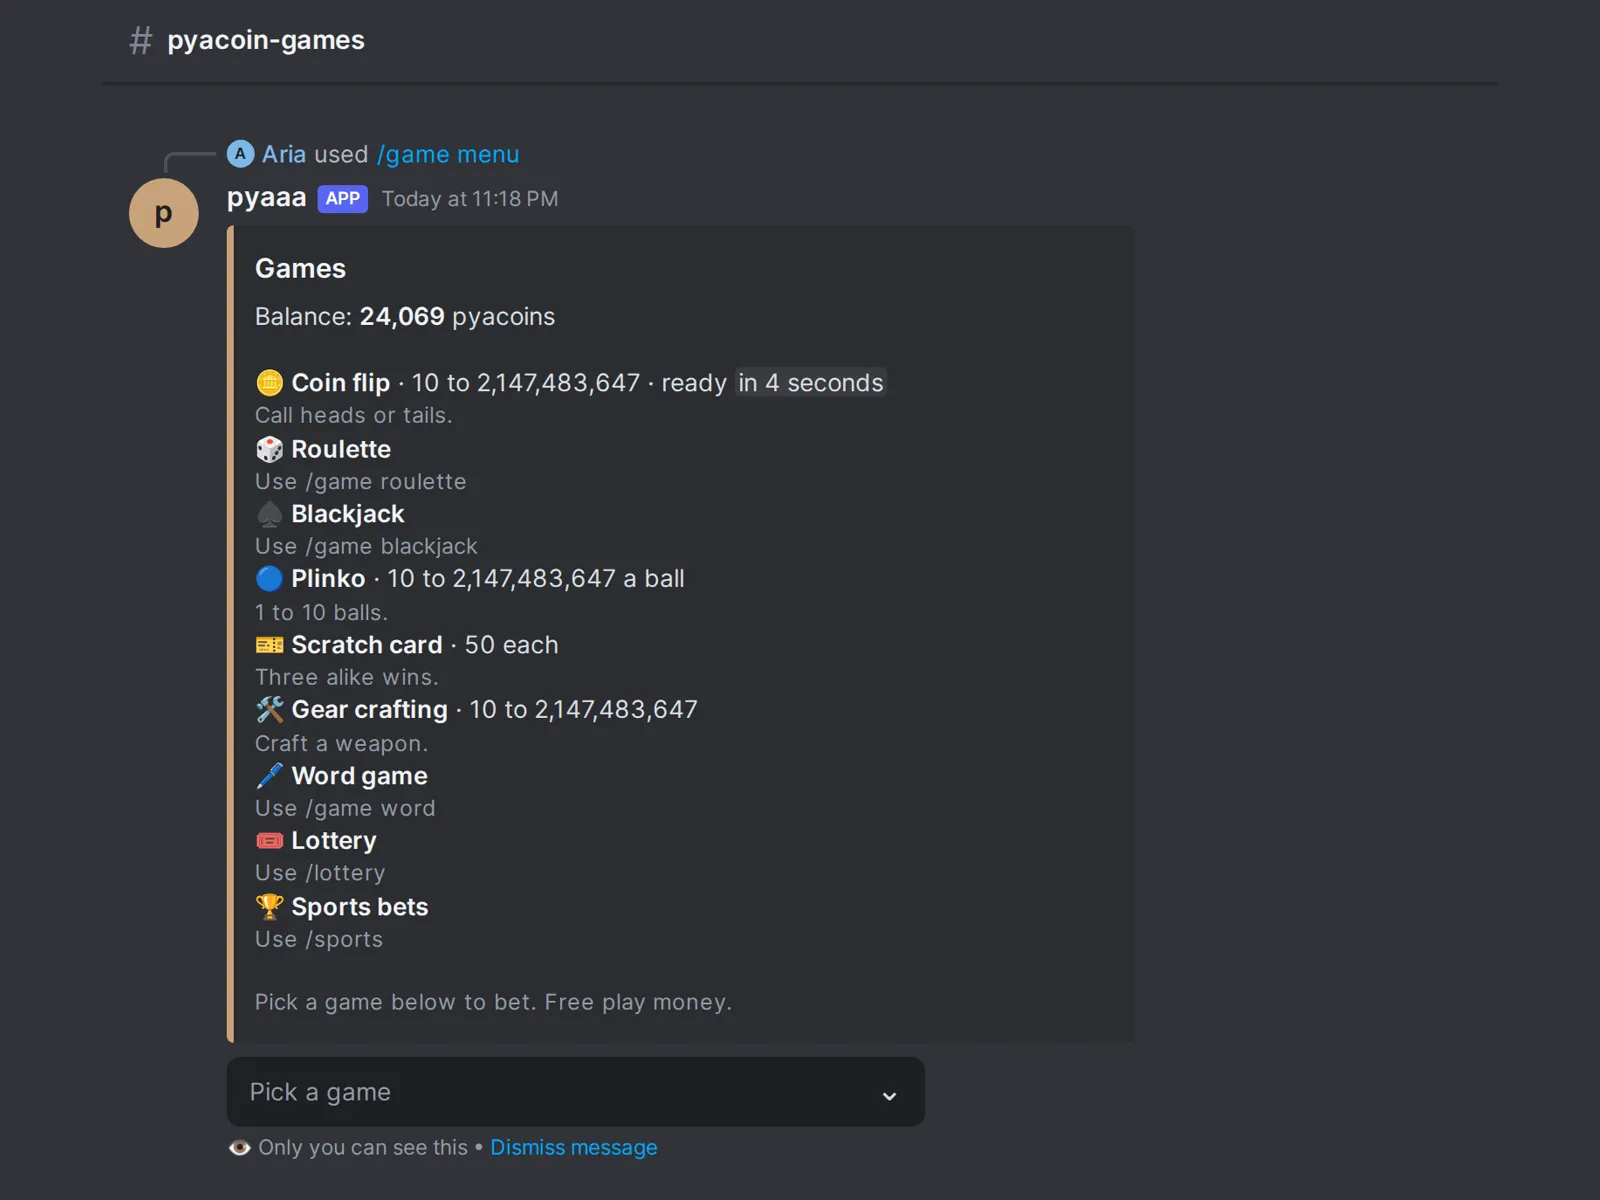 # pyacoin-games
A Aria used /game menu
p
pyaaa APP Today at 11:18 PM
Games
Balance: 24,069 pyacoins
🪙 Coin flip · 10 to 2,147,483,647 · ready in 4 seconds
Call heads or tails.
🎲 Roulette
Use /game roulette
♠️ Blackjack
Use /game blackjack
🔵 Plinko · 10 to 2,147,483,647 a ball
1 to 10 balls.
🎫 Scratch card · 50 each
Three alike wins.
🛠️ Gear crafting · 10 to 2,147,483,647
Craft a weapon.
🖊️ Word game
Use /game word
🎟️ Lottery
Use /lottery
🏆 Sports bets
Use /sports
Pick a game below to bet. Free play money.
Pick a game
👁️ Only you can see this • Dismiss message